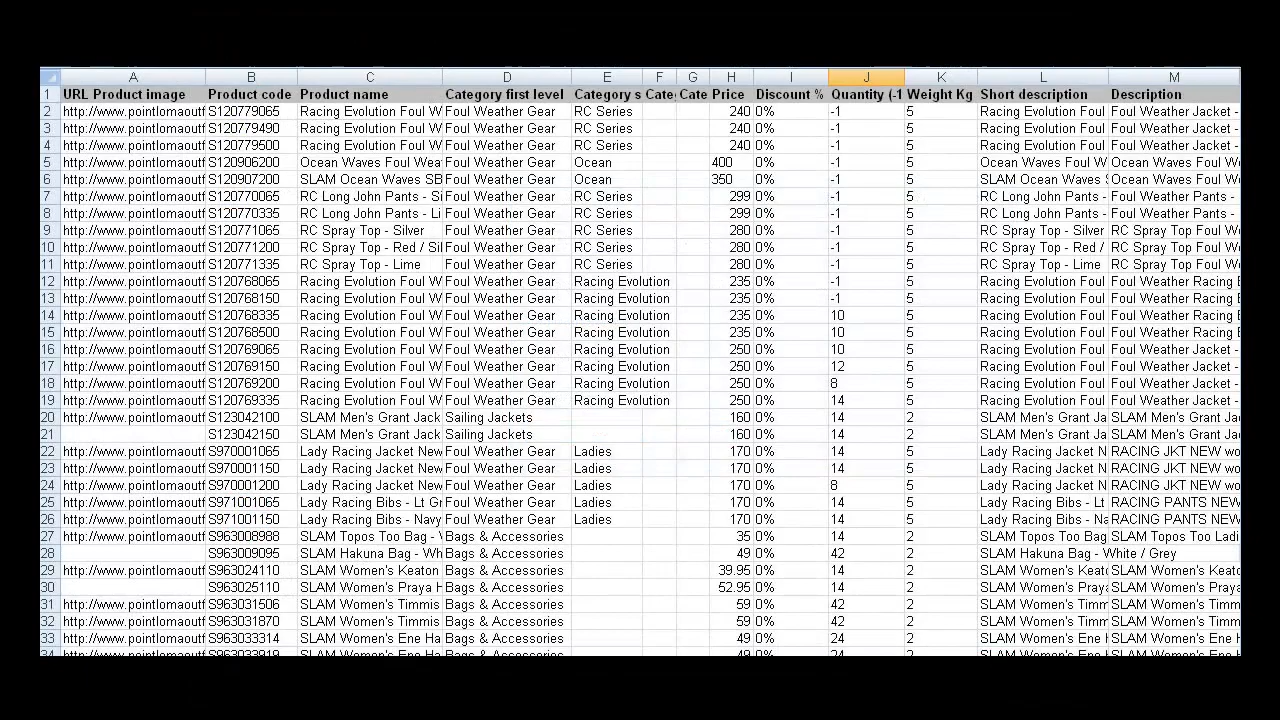 A B C D E F G H I J K L M
1 URL Product image Product code Product name Category first level Category s Cate Cate Price Discount % Quantity (-1 Weight Kg Short description Description
2 http://www.pointlomaoutf S120779065 Racing Evolution Foul W Foul Weather Gear RC Series 240 0% -1 5 Racing Evolution Foul Foul Weather Jacket -
3 http://www.pointlomaoutf S120779490 Racing Evolution Foul W Foul Weather Gear RC Series 240 0% -1 5 Racing Evolution Foul Foul Weather Jacket -
4 http://www.pointlomaoutf S120779500 Racing Evolution Foul W Foul Weather Gear RC Series 240 0% -1 5 Racing Evolution Foul Foul Weather Jacket -
5 http://www.pointlomaoutf S120906200 Ocean Waves Foul Wea Foul Weather Gear Ocean 400 0% -1 5 Ocean Waves Foul W Ocean Waves Foul W
6 http://www.pointlomaoutf S120907200 SLAM Ocean Waves SB Foul Weather Gear Ocean 350 0% -1 5 SLAM Ocean Waves S Ocean Waves Foul W
7 http://www.pointlomaoutf S120770065 RC Long John Pants - Si Foul Weather Gear RC Series 299 0% -1 5 RC Long John Pants - Foul Weather Pants -
8 http://www.pointlomaoutf S120770335 RC Long John Pants - Li Foul Weather Gear RC Series 299 0% -1 5 RC Long John Pants - Foul Weather Pants -
9 http://www.pointlomaoutf S120771065 RC Spray Top - Silver Foul Weather Gear RC Series 280 0% -1 5 RC Spray Top - Silver RC Spray Top Foul W
10 http://www.pointlomaoutf S120771200 RC Spray Top - Red / Sil Foul Weather Gear RC Series 280 0% -1 5 RC Spray Top - Red / RC Spray Top Foul W
11 http://www.pointlomaoutf S120771335 RC Spray Top - Lime Foul Weather Gear RC Series 280 0% -1 5 RC Spray Top - Lime RC Spray Top Foul W
12 http://www.pointlomaoutf S120768065 Racing Evolution Foul W Foul Weather Gear Racing Evolution 235 0% -1 5 Racing Evolution Foul Foul Weather Racing E
13 http://www.pointlomaoutf S120768150 Racing Evolution Foul W Foul Weather Gear Racing Evolution 235 0% -1 5 Racing Evolution Foul Foul Weather Racing E
14 http://www.pointlomaoutf S120768335 Racing Evolution Foul W Foul Weather Gear Racing Evolution 235 0% 10 5 Racing Evolution Foul Foul Weather Racing E
15 http://www.pointlomaoutf S120768500 Racing Evolution Foul W Foul Weather Gear Racing Evolution 235 0% 10 5 Racing Evolution Foul Foul Weather Racing E
16 http://www.pointlomaoutf S120769065 Racing Evolution Foul W Foul Weather Gear Racing Evolution 250 0% 10 5 Racing Evolution Foul Foul Weather Jacket -
17 http://www.pointlomaoutf S120769150 Racing Evolution Foul W Foul Weather Gear Racing Evolution 250 0% 12 5 Racing Evolution Foul Foul Weather Jacket -
18 http://www.pointlomaoutf S120769200 Racing Evolution Foul W Foul Weather Gear Racing Evolution 250 0% 8 5 Racing Evolution Foul Foul Weather Jacket -
19 http://www.pointlomaoutf S120769335 Racing Evolution Foul W Foul Weather Gear Racing Evolution 250 0% 14 5 Racing Evolution Foul Foul Weather Jacket -
20 http://www.pointlomaoutf S123042100 SLAM Men's Grant Jack Sailing Jackets 160 0% 14 2 SLAM Men's Grant Ja SLAM Men's Grant Ja
21 S123042150 SLAM Men's Grant Jack Sailing Jackets 160 0% 14 2 SLAM Men's Grant Ja SLAM Men's Grant Ja
22 http://www.pointlomaoutf S970001065 Lady Racing Jacket New Foul Weather Gear Ladies 170 0% 14 5 Lady Racing Jacket N RACING JKT NEW wo
23 http://www.pointlomaoutf S970001150 Lady Racing Jacket New Foul Weather Gear Ladies 170 0% 14 5 Lady Racing Jacket N RACING JKT NEW wo
24 http://www.pointlomaoutf S970001200 Lady Racing Jacket New Foul Weather Gear Ladies 170 0% 8 5 Lady Racing Jacket N RACING JKT NEW wo
25 http://www.pointlomaoutf S971001065 Lady Racing Bibs - Lt Gr Foul Weather Gear Ladies 170 0% 14 5 Lady Racing Bibs - Lt RACING PANTS NEW
26 http://www.pointlomaoutf S971001150 Lady Racing Bibs - Navy Foul Weather Gear Ladies 170 0% 14 5 Lady Racing Bibs - Na RACING PANTS NEW
27 http://www.pointlomaoutf S963008988 SLAM Topos Too Bag - Bags & Accessories 35 0% 14 2 SLAM Topos Too Bag SLAM Topos Too Ladi
28 S963009095 SLAM Hakuna Bag - Wh Bags & Accessories 49 0% 42 2 SLAM Hakuna Bag - White / Grey
29 http://www.pointlomaoutf S963024110 SLAM Women's Keaton Bags & Accessories 39.95 0% 14 2 SLAM Women's Keat SLAM Women's Keato
30 S963025110 SLAM Women's Praya H Bags & Accessories 52.95 0% 14 2 SLAM Women's Pray SLAM Women's Praya
31 http://www.pointlomaoutf S963031506 SLAM Women's Timmis Bags & Accessories 59 0% 42 2 SLAM Women's Timm SLAM Women's Timmi
32 http://www.pointlomaoutf S963031870 SLAM Women's Timmis Bags & Accessories 59 0% 42 2 SLAM Women's Timm SLAM Women's Timmi
33 http://www.pointlomaoutf S963033314 SLAM Women's Ene Ha Bags & Accessories 49 0% 24 2 SLAM Women's Ene SLAM Women's Ene H
34 http://www.pointlomaoutf S963033919 SLAM Women's Ene Ha Bags & Accessories 49 0% 24 2 SLAM Women's Ene SLAM Women's Ene H